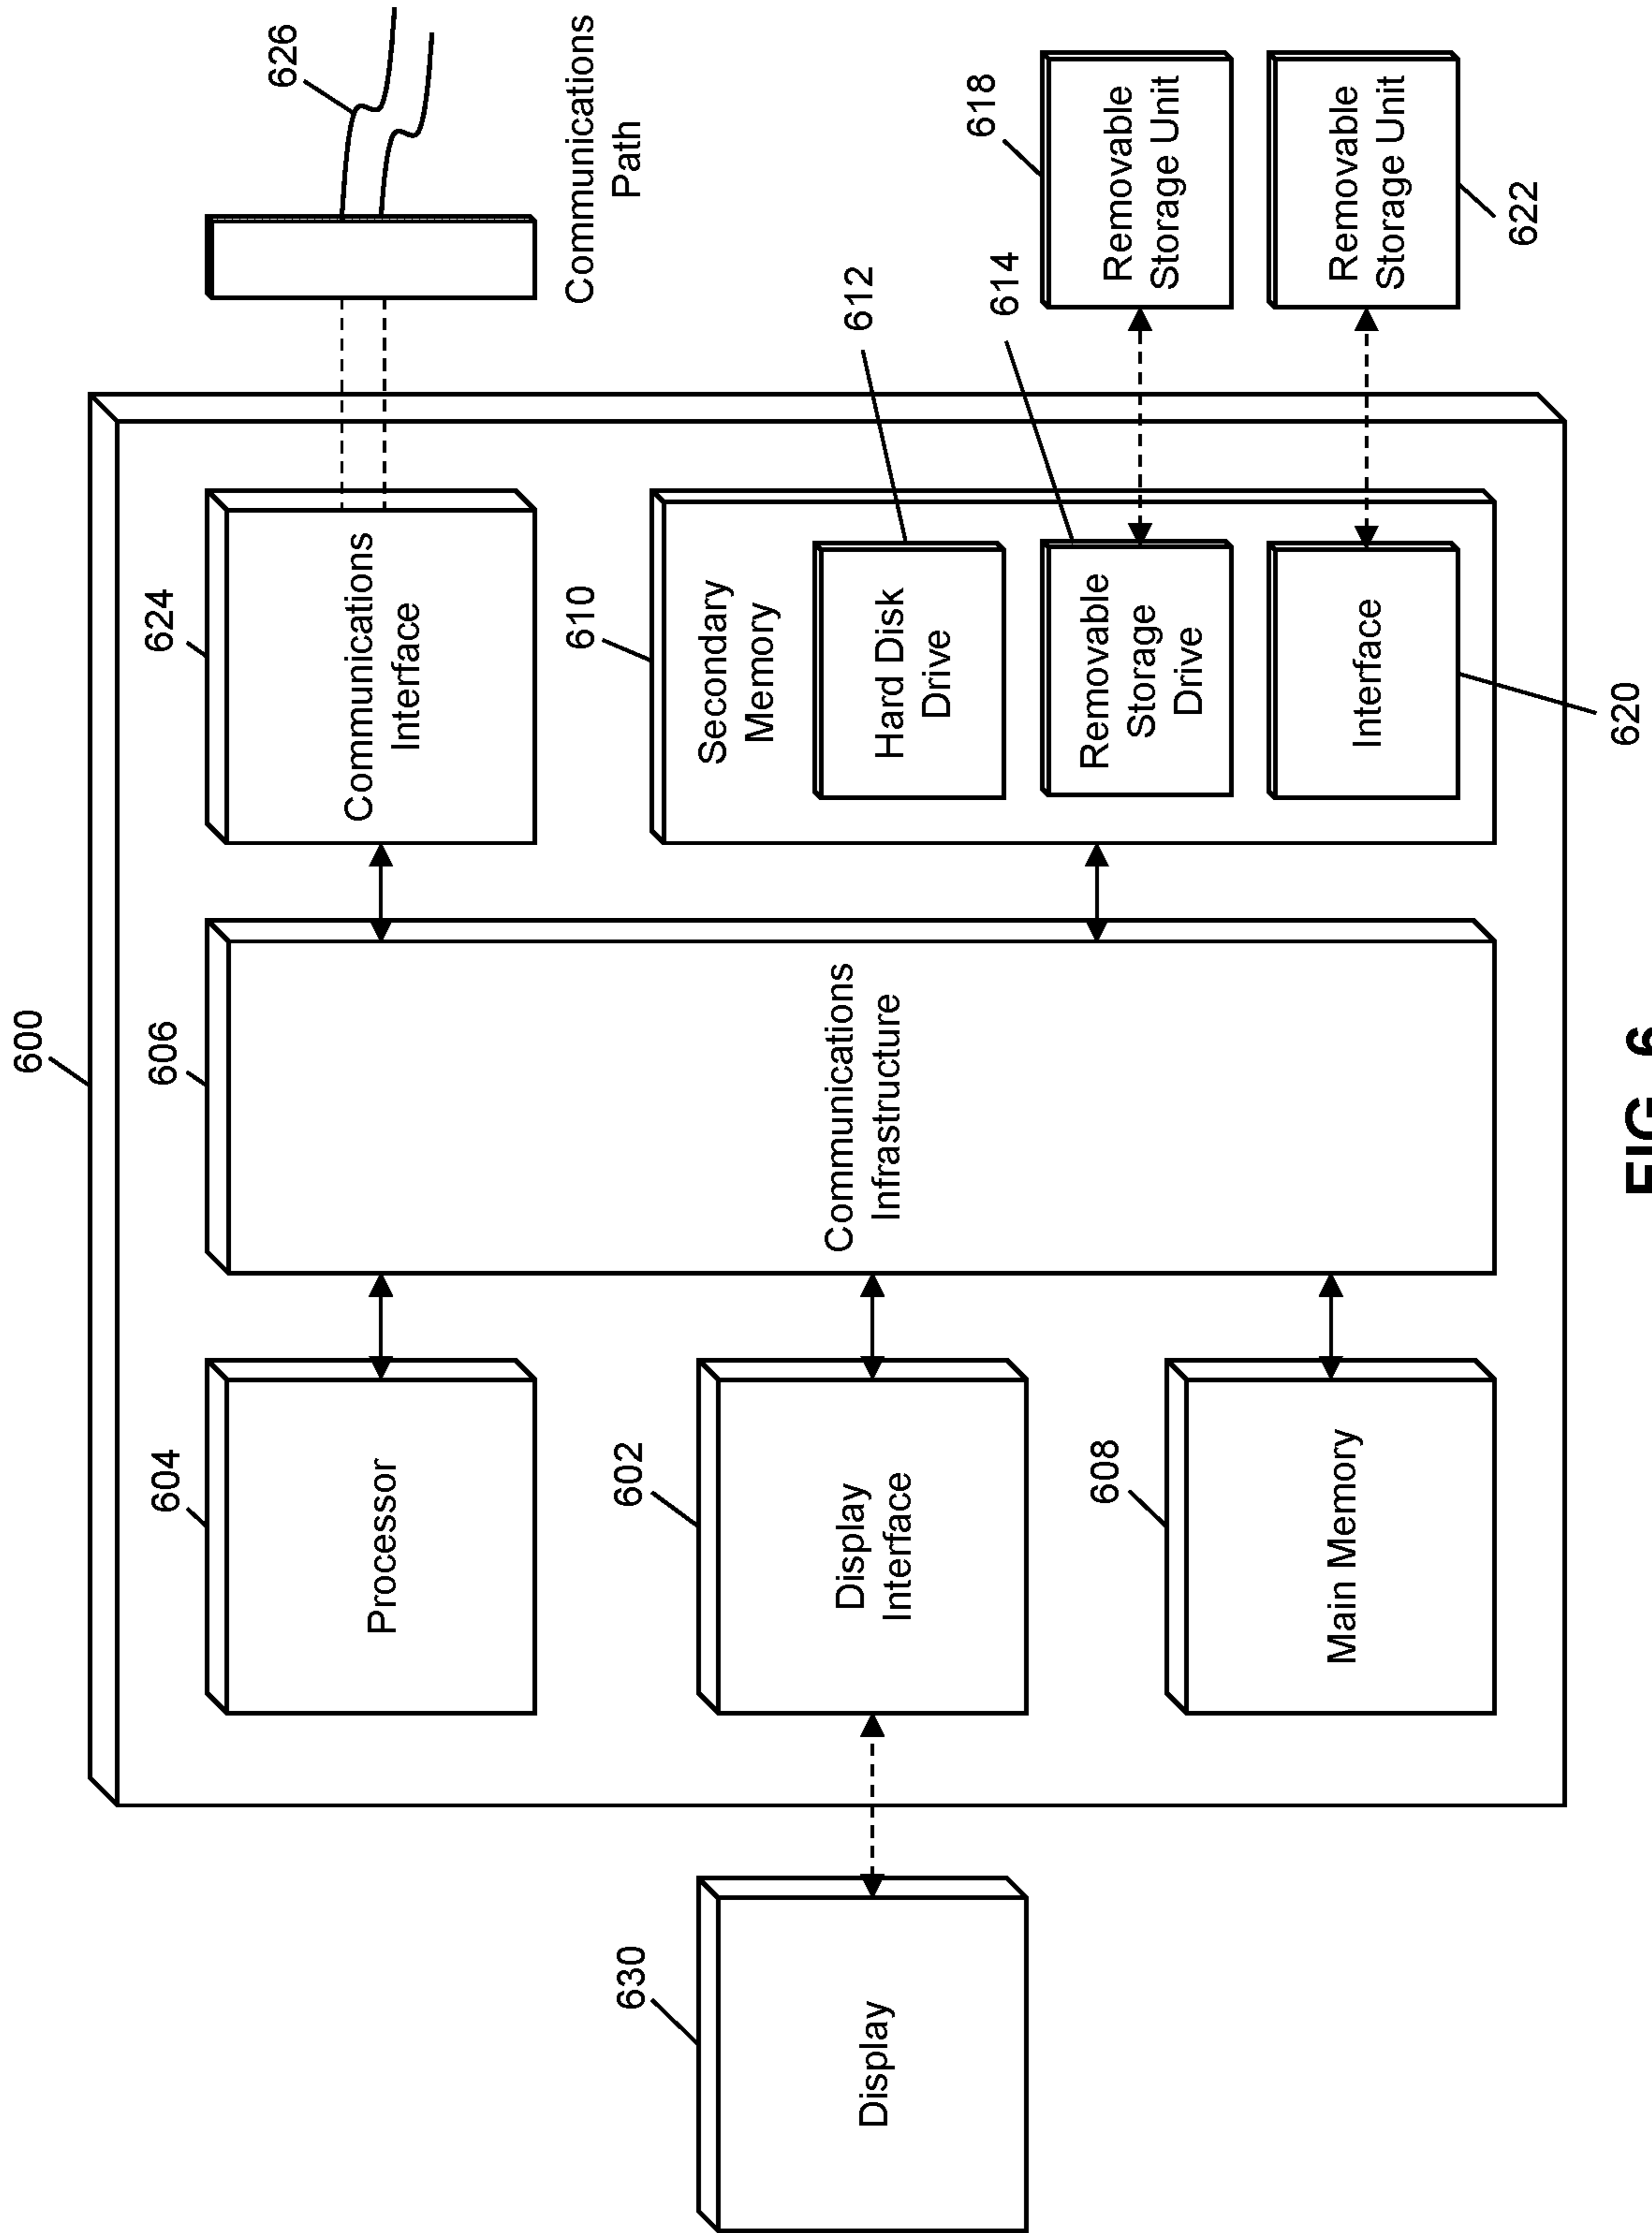 600
604
Processor
606
Communications
Infrastructure
624
Communications
Interface
626
Communications
Path
630
Display
602
Display
Interface
608
Main Memory
610
Secondary
Memory
612
Hard Disk
Drive
614
Removable
Storage
Drive
618
Removable
Storage Unit
Interface
620
Removable
Storage Unit
622
FIG. 6